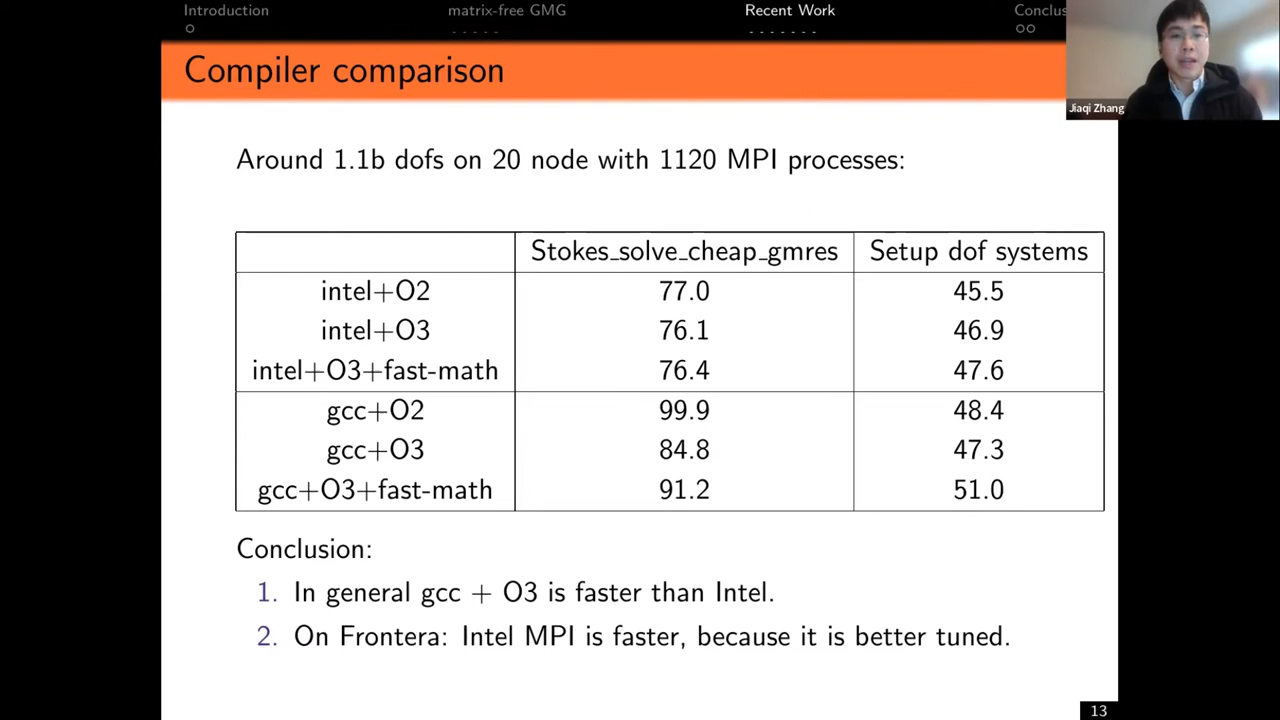 Introduction matrix-free GMG Recent Work Conclus
Compiler comparison
Jiaqi Zhang
Around 1.1b dofs on 20 node with 1120 MPI processes:
Stokes_solve_cheap_gmres Setup dof systems
intel+O2 77.0 45.5
intel+O3 76.1 46.9
intel+O3+fast-math 76.4 47.6
gcc+O2 99.9 48.4
gcc+O3 84.8 47.3
gcc+O3+fast-math 91.2 51.0
Conclusion:
1. In general gcc + O3 is faster than Intel.
2. On Frontera: Intel MPI is faster, because it is better tuned.
13